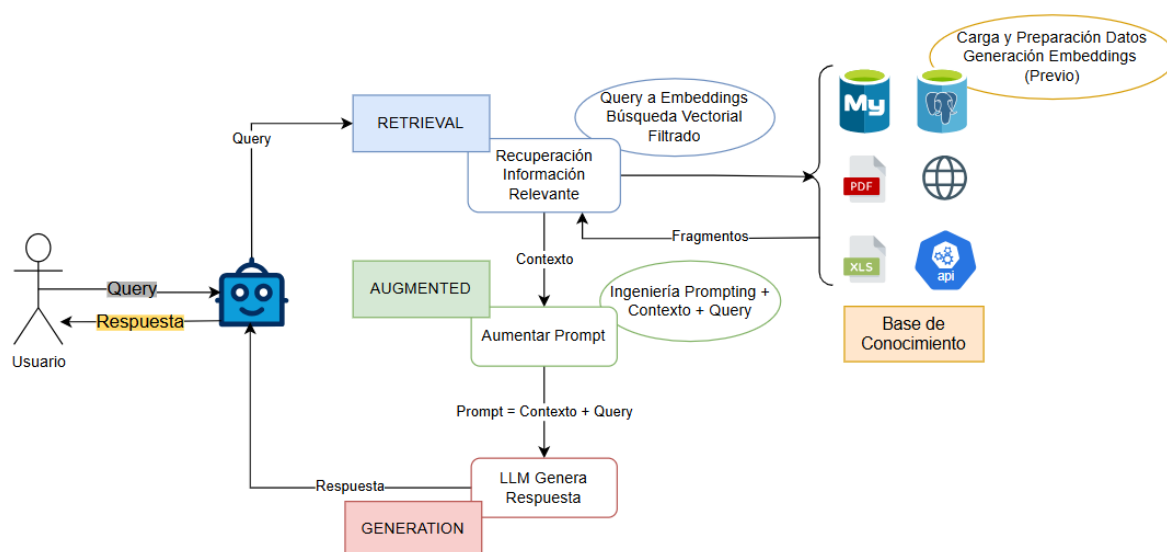 Carga y Preparación Datos
Generación Embeddings
(Previo)
Query a Embeddings
Búsqueda Vectorial
Filtrado
My
RETRIEVAL
Query
Recuperación
Información
Relevante
PDF
Fragmentos
Contexto
XLS
api
AUGMENTED
Ingeniería Prompting +
Contexto + Query
Query
Respuesta
Usuario
Aumentar Prompt
Base de
Conocimiento
Prompt = Contexto + Query
LLM Genera
Respuesta
Respuesta
GENERATION